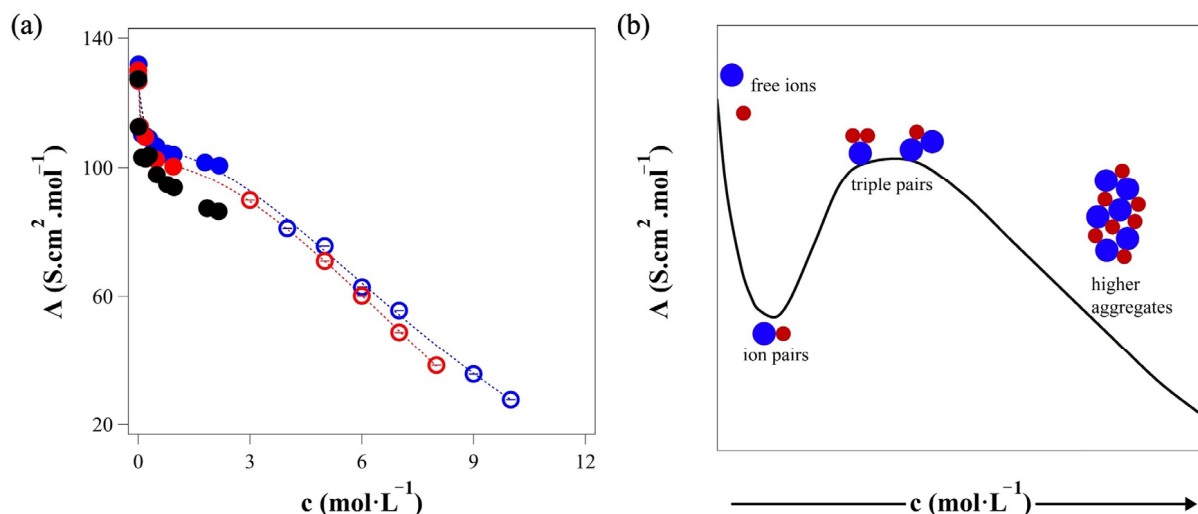 (a)
140
100
60
20
Λ (S.cm².mol⁻¹)
0 3 6 9 12
c (mol·L⁻¹)
(b)
Λ (S.cm².mol⁻¹)
free ions
triple pairs
ion pairs
higher
aggregates
c (mol·L⁻¹)